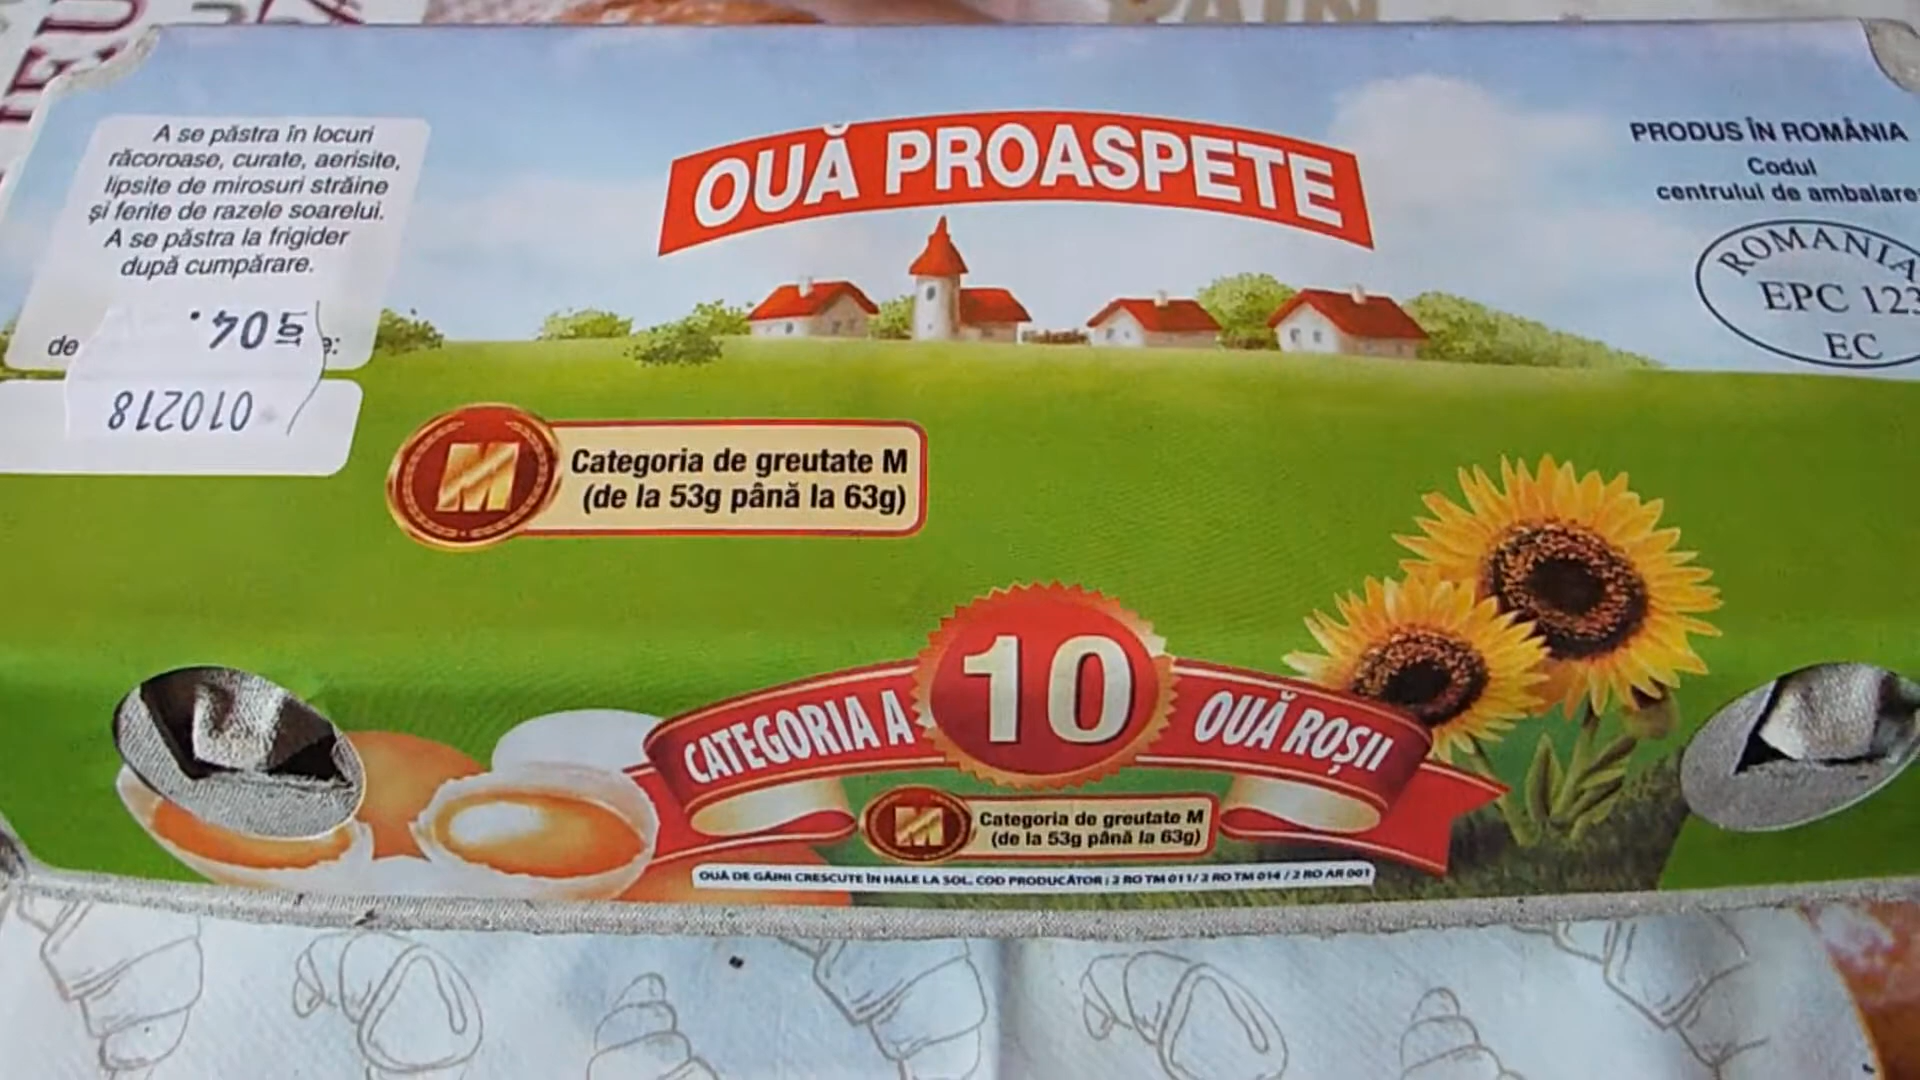 PAIN
A se păstra în locuri
răcoroase, curate, aerisite,
lipsite de mirosuri străine
și ferite de razele soarelui.
A se păstra la frigider
după cumpărare.
de
010218
OUĂ PROASPETE
PRODUS ÎN ROMÂNIA
Codul
centrului de ambalare
ROMANIA
EPC 123
EC
M
Categoria de greutate M
(de la 53g până la 63g)
CATEGORIA A
10
OUĂ ROȘII
M
Categoria de greutate M
(de la 53g până la 63g)
OUĂ DE GĂINI CRESCUTE ÎN HALE LA SOL. COD PRODUCĂTOR: 2 RO TM 011/2 RO TM 014 / 2 RO AR 001